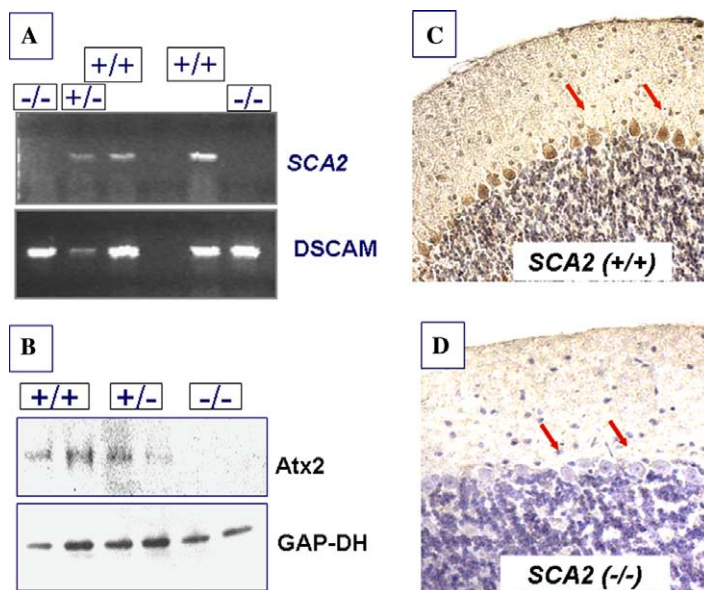 A
+/+
+/+
-/-
+/-
-/-
SCA2
DSCAM
B
+/+
+/-
-/-
Atx2
GAP-DH
C
SCA2 (+/+)
D
SCA2 (-/-)